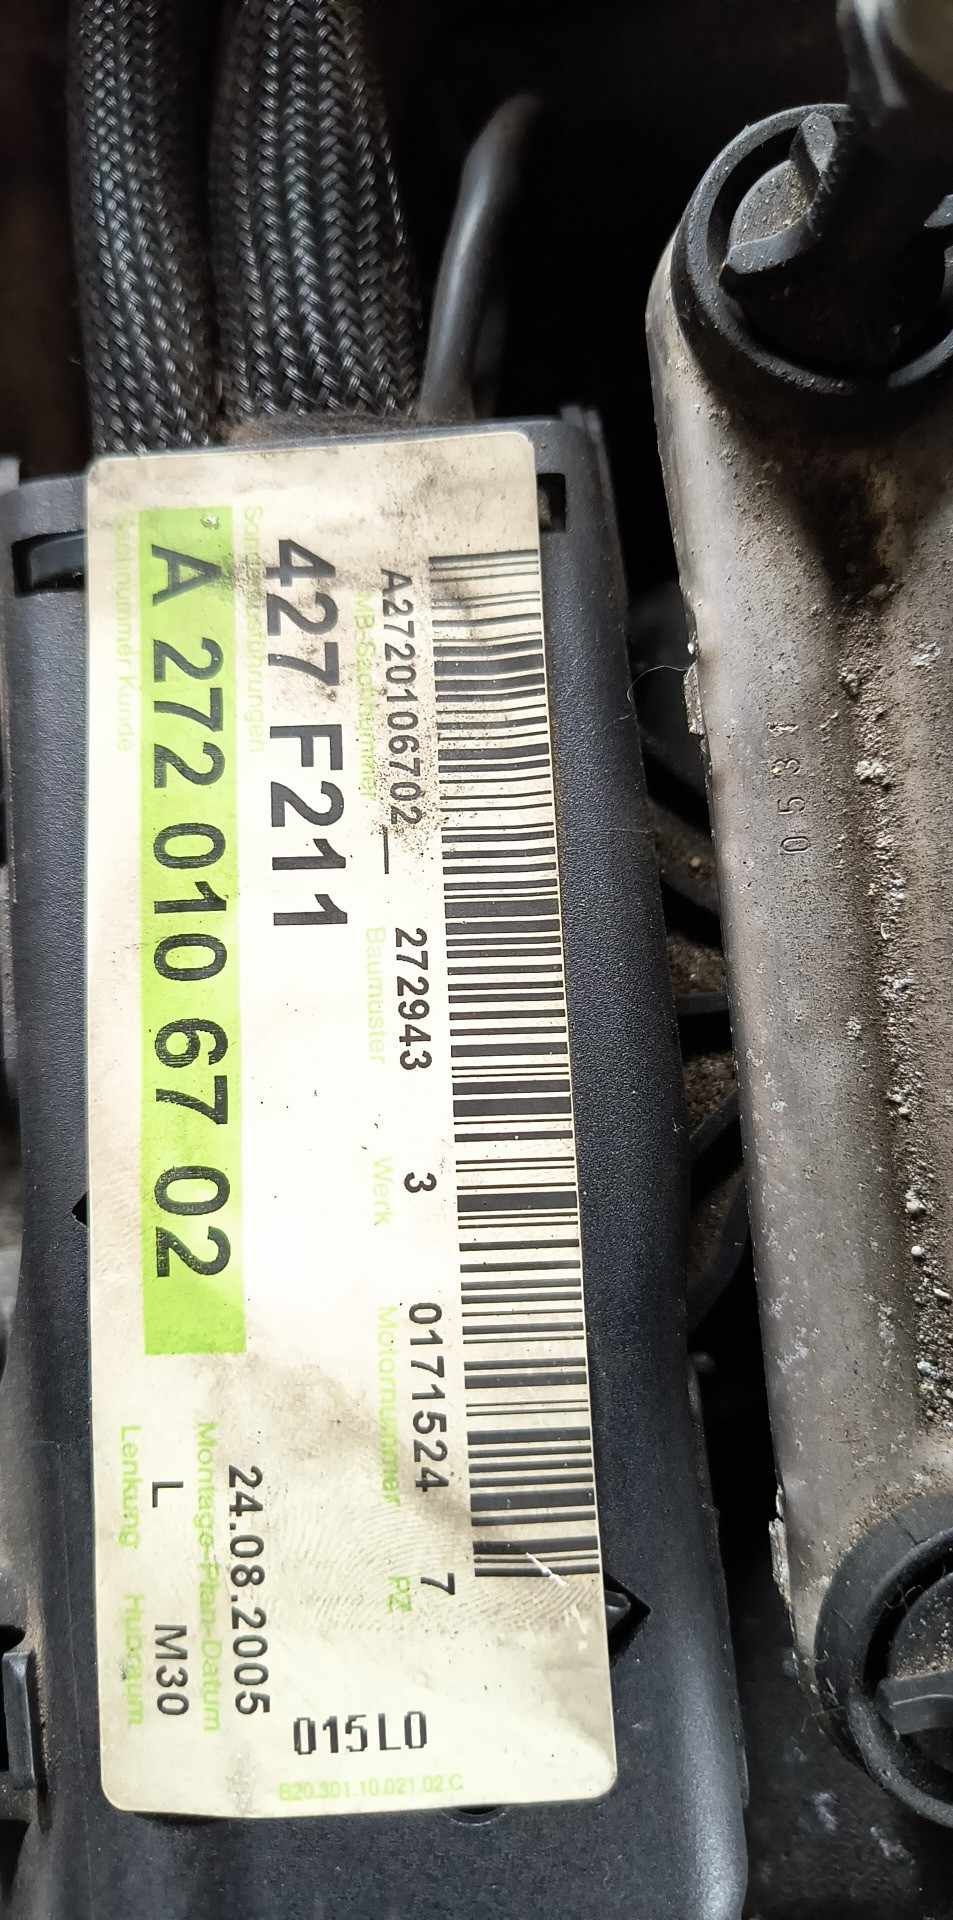 A2720106702
272943
3
0171524
7
MB-Sachnummer
Baumuster
Werk
Motornummer
PZ
427 F211
Sonderausführungen
A 272 010 67 02
Sachnummer Kunde
24.08.2005
Montage-Plan-Datum
L
M30
Lenkung
Hubraum
015L0
B20.301.10.021.02.C
0531